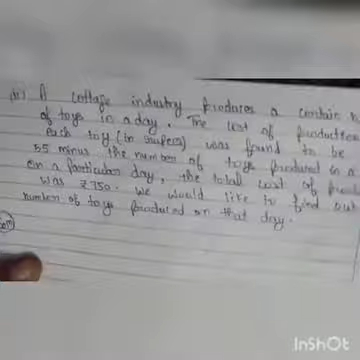 (ii) A cottage industry produces a certain n
of toys in a day. The cost of production
each toy (in rupees) was found to be
55 minus the number of toys produced in a
on a particular day, the total cost of produ
was ₹750. We would like to find out
number of toys produced on that day.
InShOt